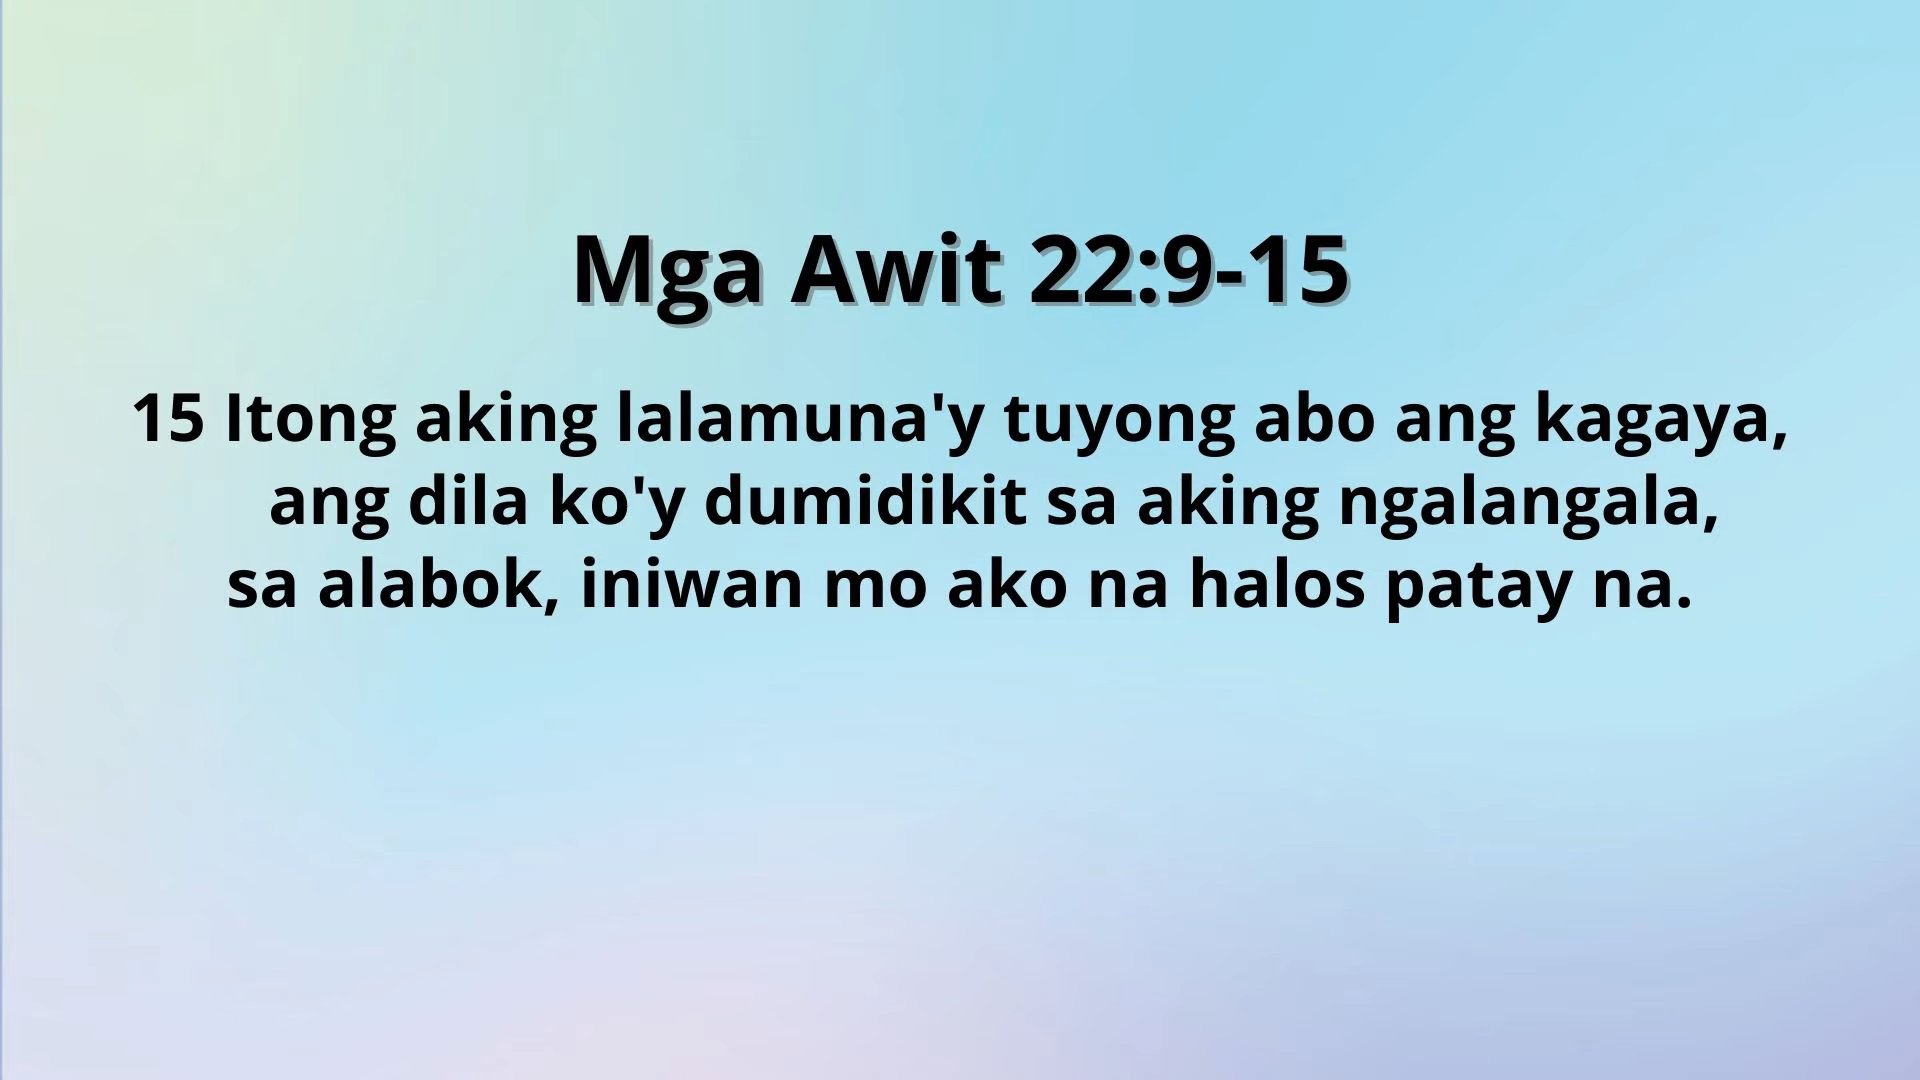 Mga Awit 22:9-15
15 Itong aking lalamuna'y tuyong abo ang kagaya,
ang dila ko'y dumidikit sa aking ngalangala,
sa alabok, iniwan mo ako na halos patay na.